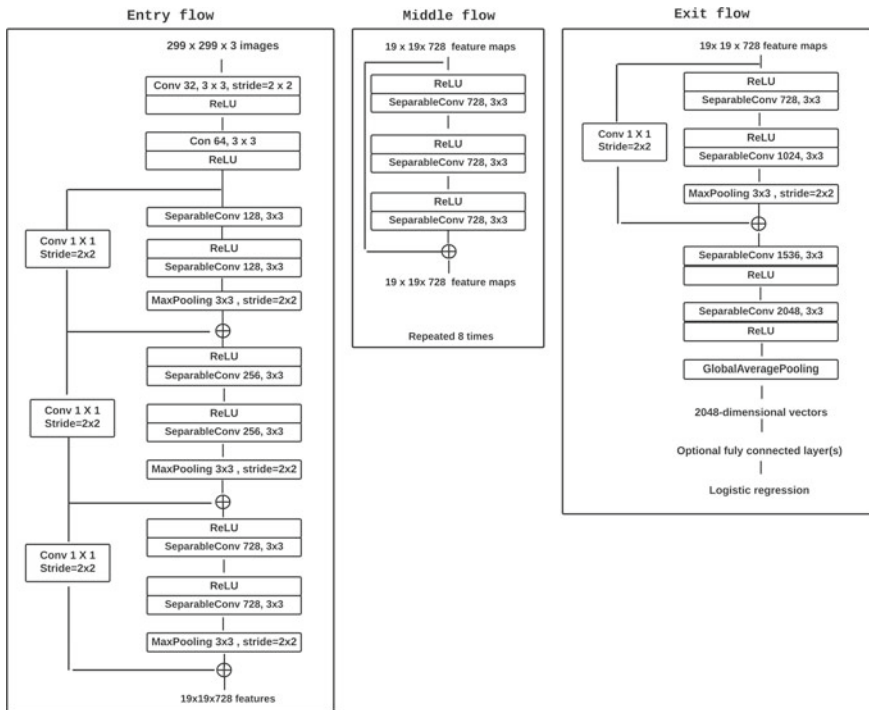 Entry flow
299 x 299 x 3 images
Conv 32, 3 x 3, stride=2 x 2
ReLU
Con 64, 3 x 3
ReLU
SeparableConv 128, 3x3
Conv 1 X 1
Stride=2x2
ReLU
SeparableConv 128, 3x3
MaxPooling 3x3 , stride=2x2
ReLU
SeparableConv 256, 3x3
Conv 1 X 1
Stride=2x2
ReLU
SeparableConv 256, 3x3
MaxPooling 3x3 , stride=2x2
ReLU
SeparableConv 728, 3x3
Conv 1 X 1
Stride=2x2
ReLU
SeparableConv 728, 3x3
MaxPooling 3x3 , stride=2x2
19x19x728 features
Middle flow
19 x 19x 728 feature maps
ReLU
SeparableConv 728, 3x3
ReLU
SeparableConv 728, 3x3
ReLU
SeparableConv 728, 3x3
19 x 19x 728 feature maps
Repeated 8 times
Exit flow
19x 19 x 728 feature maps
ReLU
SeparableConv 728, 3x3
Conv 1 X 1
Stride=2x2
ReLU
SeparableConv 1024, 3x3
MaxPooling 3x3 , stride=2x2
SeparableConv 1536, 3x3
ReLU
SeparableConv 2048, 3x3
ReLU
GlobalAveragePooling
2048-dimensional vectors
Optional fuly connected layer(s)
Logistic regression